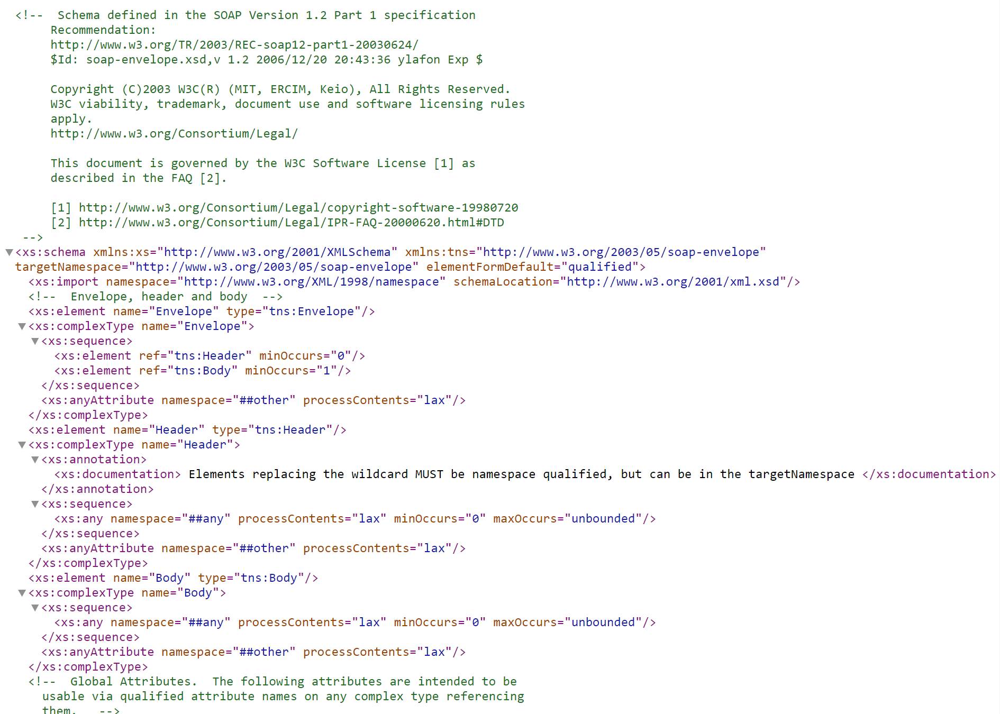 <!--  Schema defined in the SOAP Version 1.2 Part 1 specification
Recommendation:
http://www.w3.org/TR/2003/REC-soap12-part1-20030624/
$Id: soap-envelope.xsd,v 1.2 2006/12/20 20:43:36 ylafon Exp $
Copyright (C)2003 W3C(R) (MIT, ERCIM, Keio), All Rights Reserved.
W3C viability, trademark, document use and software licensing rules
apply.
http://www.w3.org/Consortium/Legal/
This document is governed by the W3C Software License [1] as
described in the FAQ [2].
[1] http://www.w3.org/Consortium/Legal/copyright-software-19980720
[2] http://www.w3.org/Consortium/Legal/IPR-FAQ-20000620.html#DTD
-->
<xs:schema xmlns:xs="http://www.w3.org/2001/XMLSchema" xmlns:tns="http://www.w3.org/2003/05/soap-envelope"
targetNamespace="http://www.w3.org/2003/05/soap-envelope" elementFormDefault="qualified">
<xs:import namespace="http://www.w3.org/XML/1998/namespace" schemaLocation="http://www.w3.org/2001/xml.xsd"/>
<!--  Envelope, header and body  -->
<xs:element name="Envelope" type="tns:Envelope"/>
<xs:complexType name="Envelope">
<xs:sequence>
<xs:element ref="tns:Header" minOccurs="0"/>
<xs:element ref="tns:Body" minOccurs="1"/>
</xs:sequence>
<xs:anyAttribute namespace="##other" processContents="lax"/>
</xs:complexType>
<xs:element name="Header" type="tns:Header"/>
<xs:complexType name="Header">
<xs:annotation>
<xs:documentation> Elements replacing the wildcard MUST be namespace qualified, but can be in the targetNamespace </xs:documentation>
</xs:annotation>
<xs:sequence>
<xs:any namespace="##any" processContents="lax" minOccurs="0" maxOccurs="unbounded"/>
</xs:sequence>
<xs:anyAttribute namespace="##other" processContents="lax"/>
</xs:complexType>
<xs:element name="Body" type="tns:Body"/>
<xs:complexType name="Body">
<xs:sequence>
<xs:any namespace="##any" processContents="lax" minOccurs="0" maxOccurs="unbounded"/>
</xs:sequence>
<xs:anyAttribute namespace="##other" processContents="lax"/>
</xs:complexType>
<!--  Global Attributes.  The following attributes are intended to be
usable via qualified attribute names on any complex type referencing
them.   -->